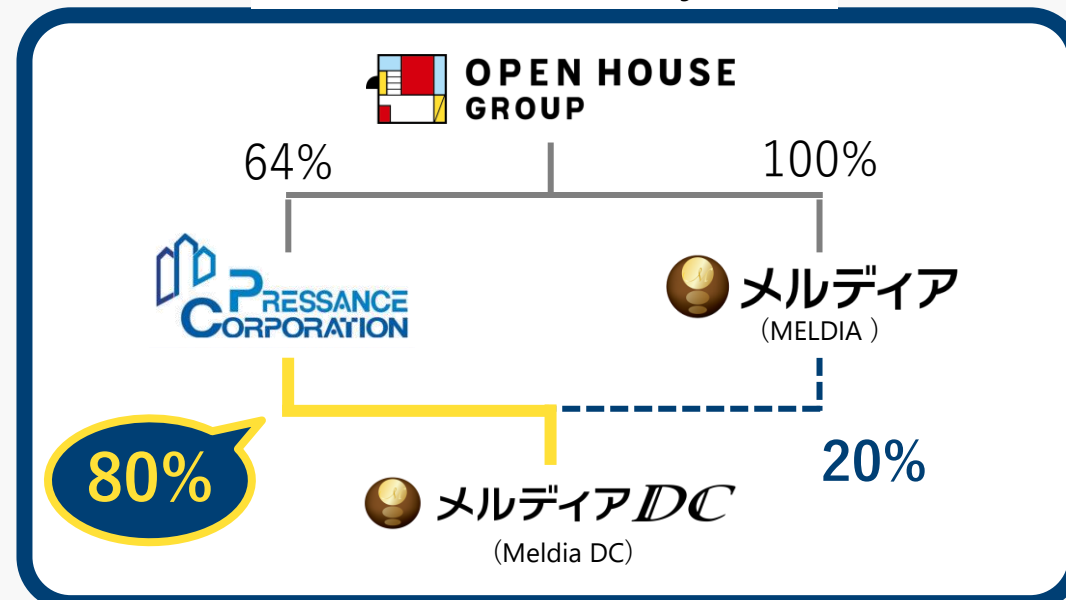 OPEN HOUSE
GROUP
64%
100%
PRESSANCE
CORPORATION
メルディア
(MELDIA )
80%
20%
メルディアDC
(Meldia DC)